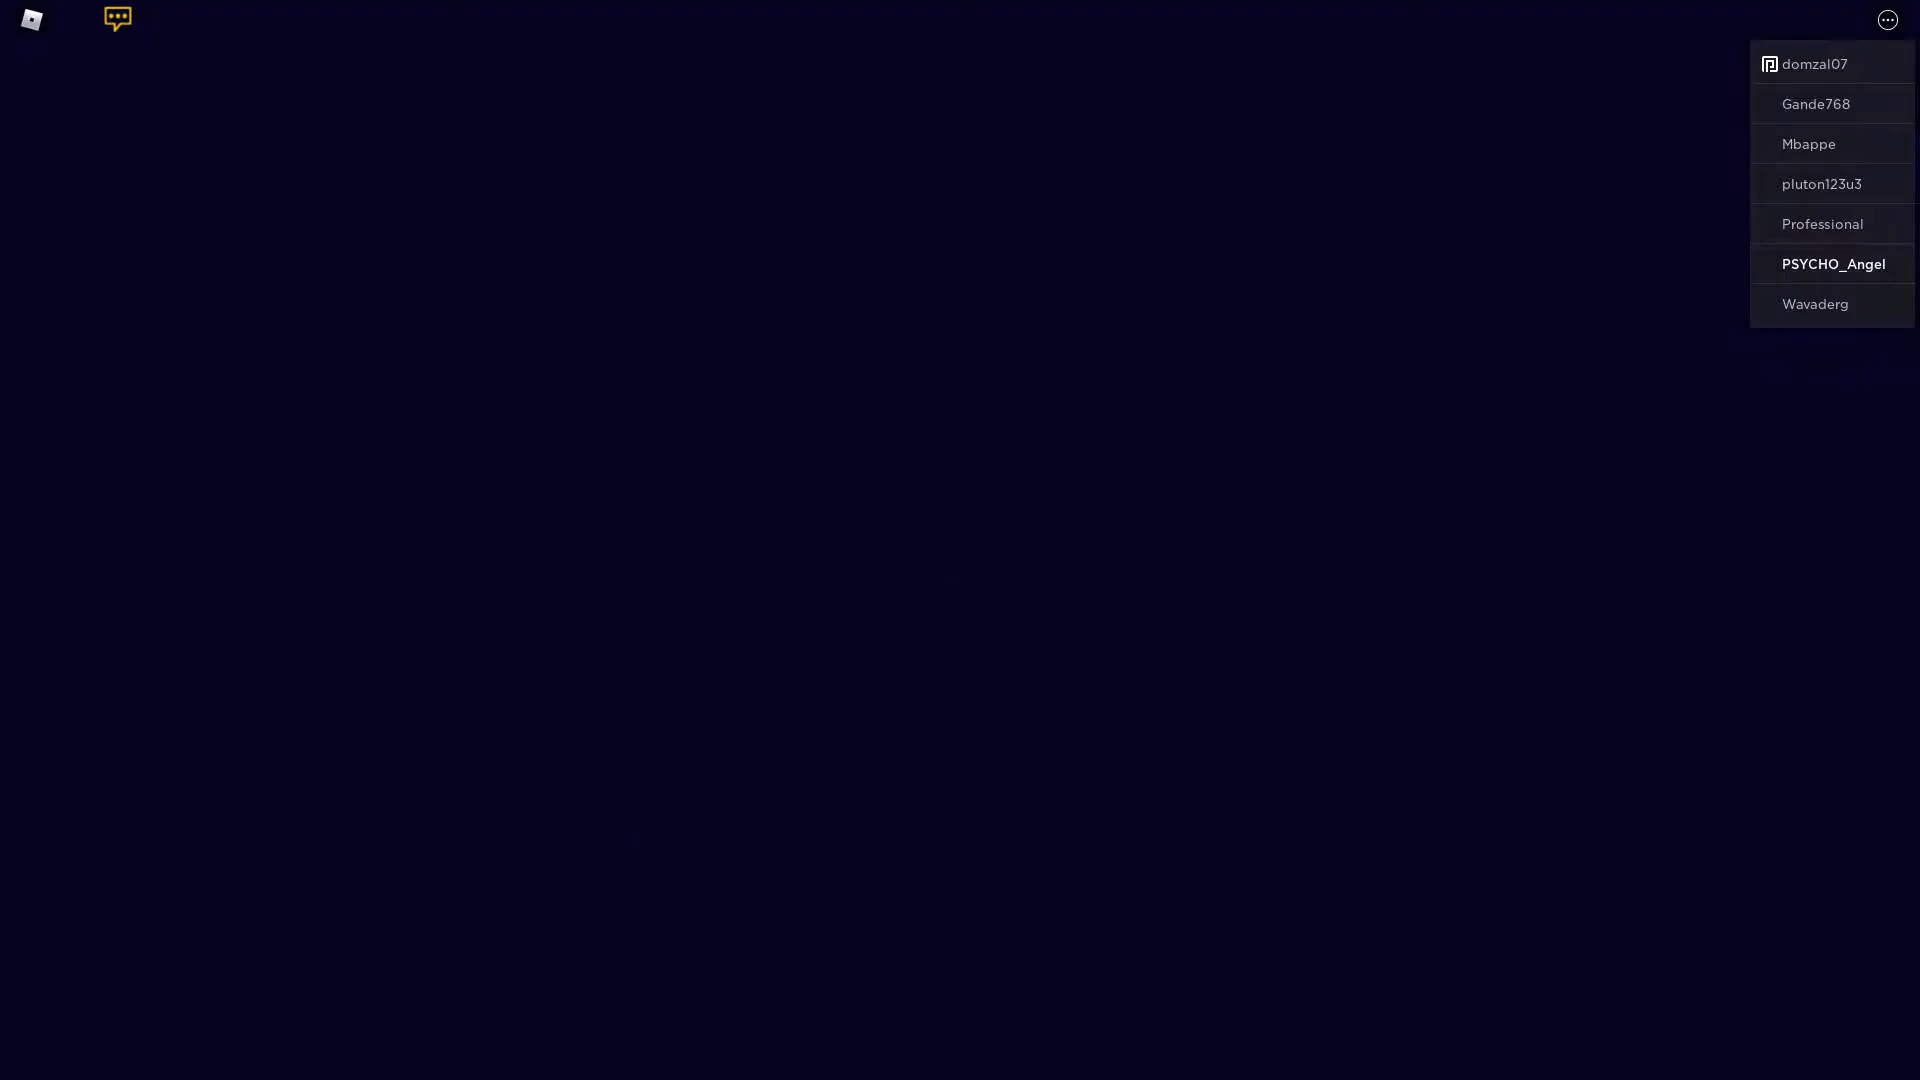 domzal07
Gande768
Mbappe
pluton123u3
Professional
PSYCHO_Angel
Wavaderg